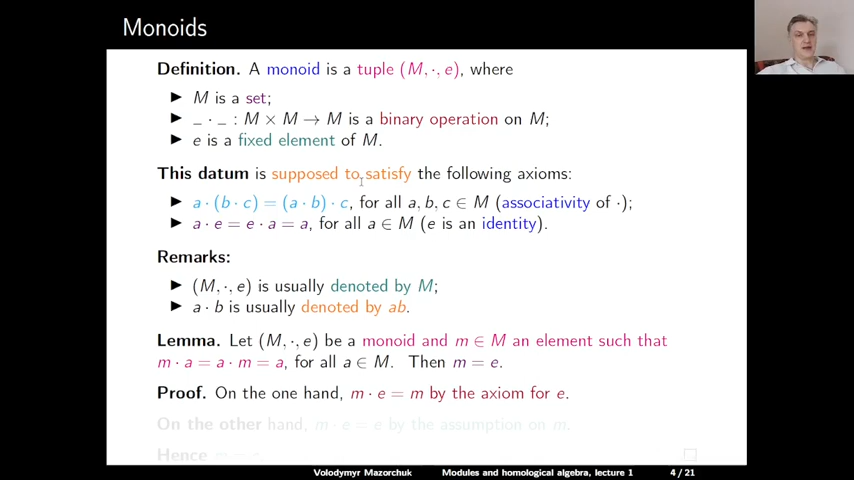 Monoids
Definition. A monoid is a tuple (M, ·, e), where
▶ M is a set;
▶ _ · _ : M × M → M is a binary operation on M;
▶ e is a fixed element of M.
This datum is supposed to satisfy the following axioms:
▶ a · (b · c) = (a · b) · c, for all a, b, c ∈ M (associativity of ·);
▶ a · e = e · a = a, for all a ∈ M (e is an identity).
Remarks:
▶ (M, ·, e) is usually denoted by M;
▶ a · b is usually denoted by ab.
Lemma. Let (M, ·, e) be a monoid and m ∈ M an element such that
m · a = a · m = a, for all a ∈ M. Then m = e.
Proof. On the one hand, m · e = m by the axiom for e.
On the other hand, m · e = e by the assumption on m.
Hence m = e. □
Volodymyr Mazorchuk Modules and homological algebra, lecture 1 4 / 21